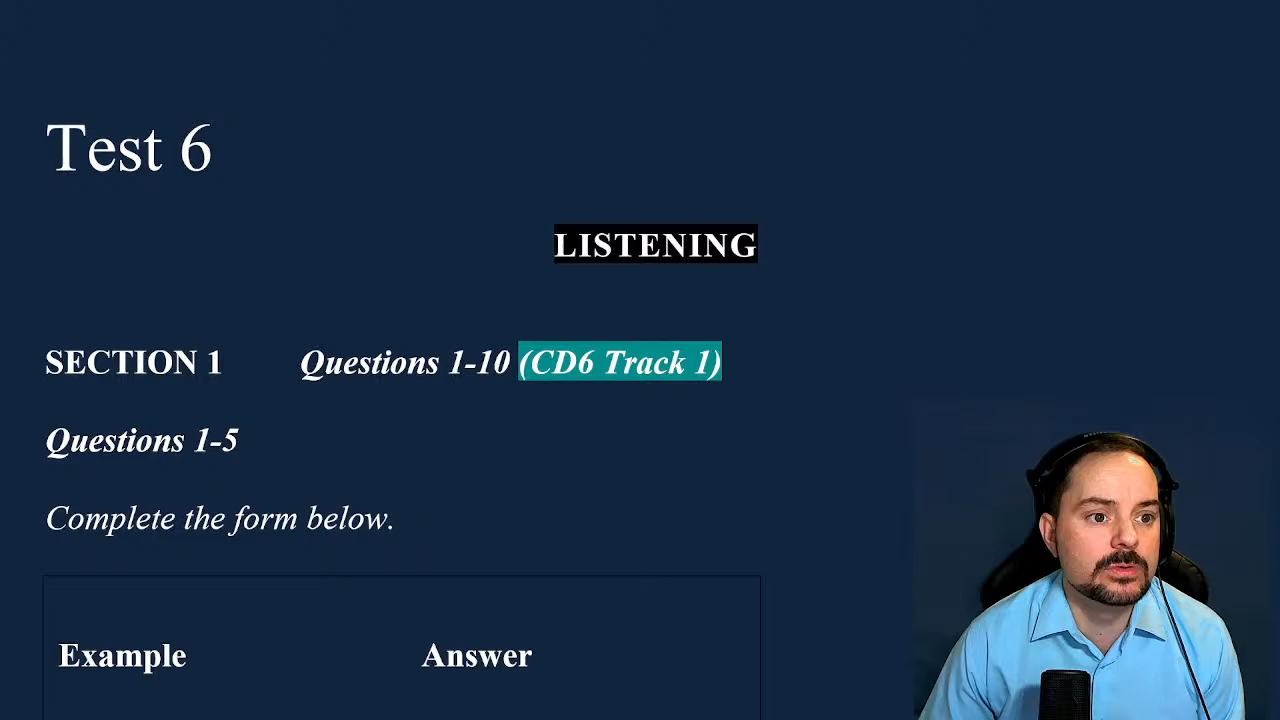 Test 6
LISTENING
SECTION 1 Questions 1-10 (CD6 Track 1)
Questions 1-5
Complete the form below.
Example Answer